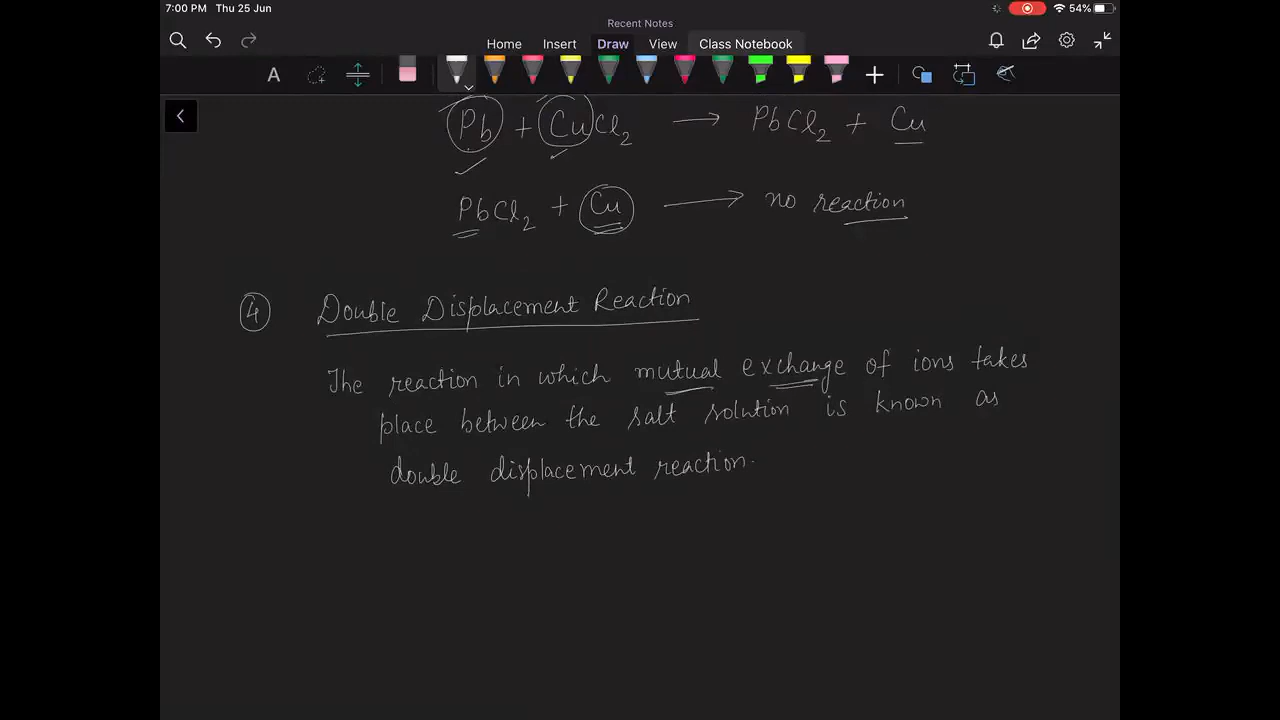 7:00 PM Thu 25 Jun
54%
Recent Notes
Home Insert Draw View Class Notebook
A
Pb + CuCl2 → PbCl2 + Cu
PbCl2 + Cu → no reaction
4 Double Displacement Reaction
The reaction in which mutual exchange of ions takes
place between the salt solution is known as
double displacement reaction.